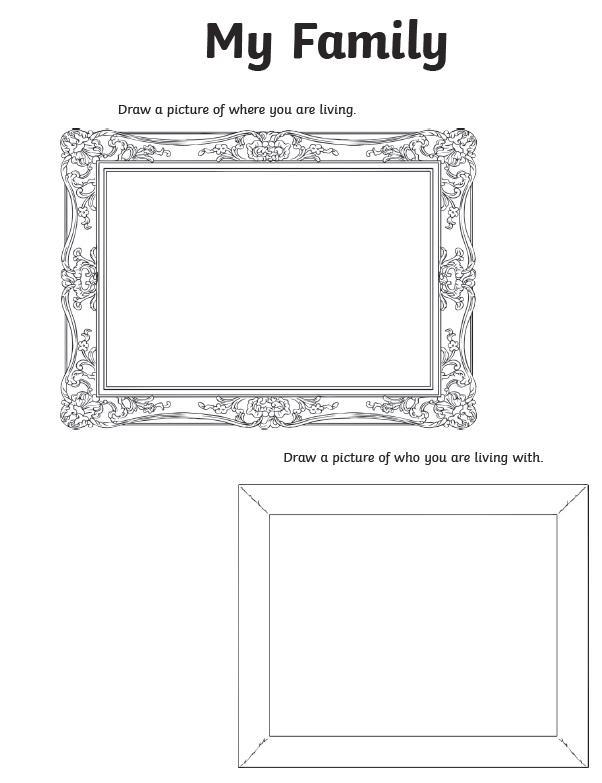 My Family
Draw a picture of where you are living.
Draw a picture of who you are living with.